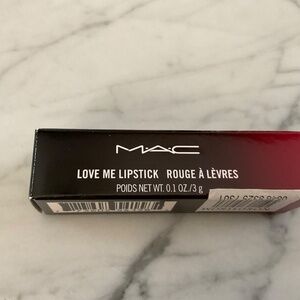 MAC
LOVE ME LIPSTICK ROUGE À LÈVRES
POIDS NET WT. 0.1 OZ./3 g